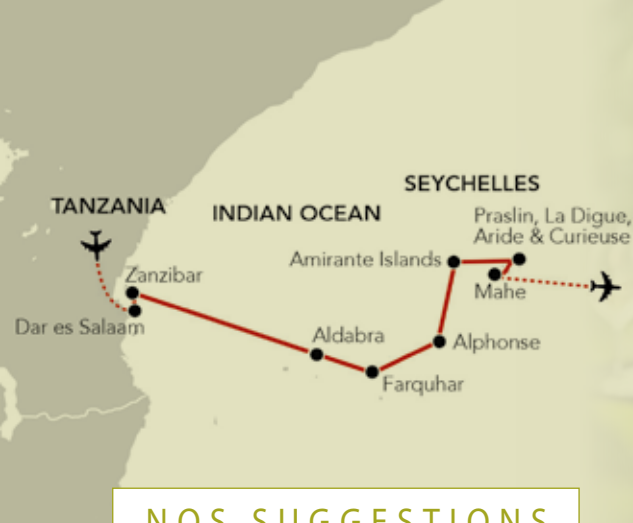 SEYCHELLES
TANZANIA
INDIAN OCEAN
Praslin, La Digue,
Aride & Curieuse
Amirante Islands
Zanzibar
Mahe
Dar es Salaam
Aldabra
Alphonse
Farquhar
NOS SUGGESTIONS